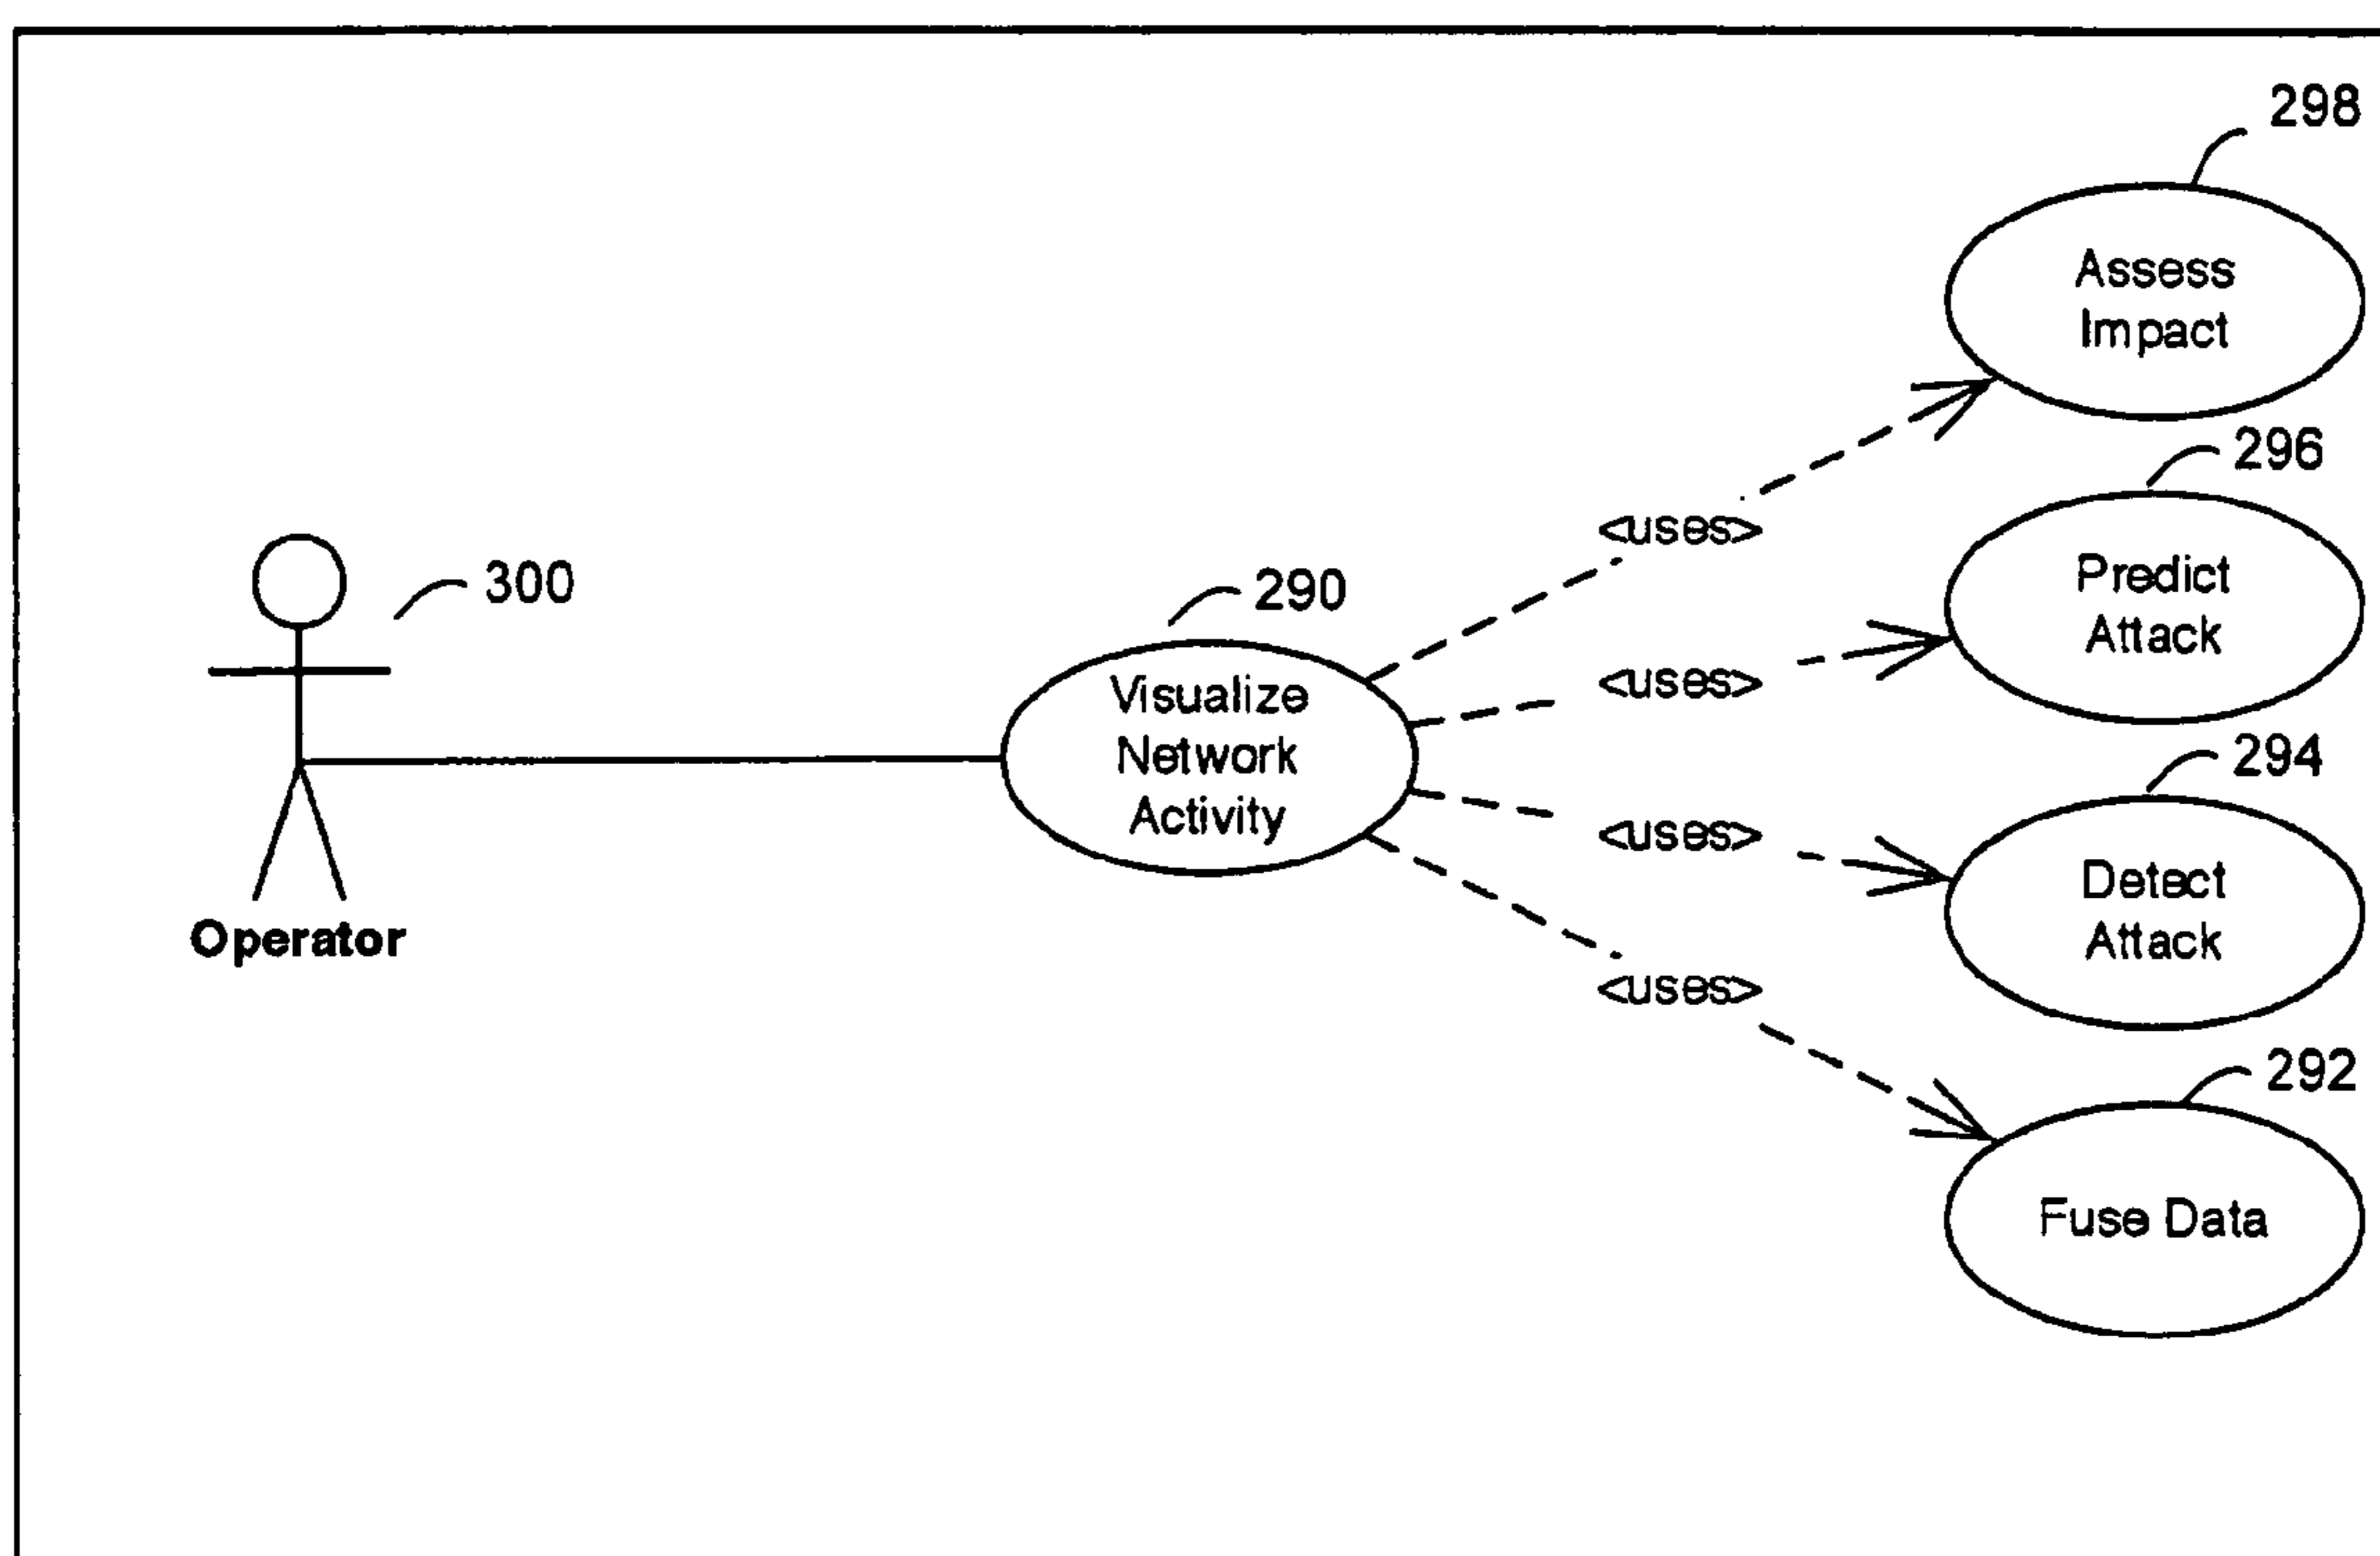 298
Assess
Impact
296
<uses>
Predict
Attack
300
290
<uses>
Visualize
Network
Activity
294
<uses>
Detect
Attack
Operator
<uses>
292
Fuse Data